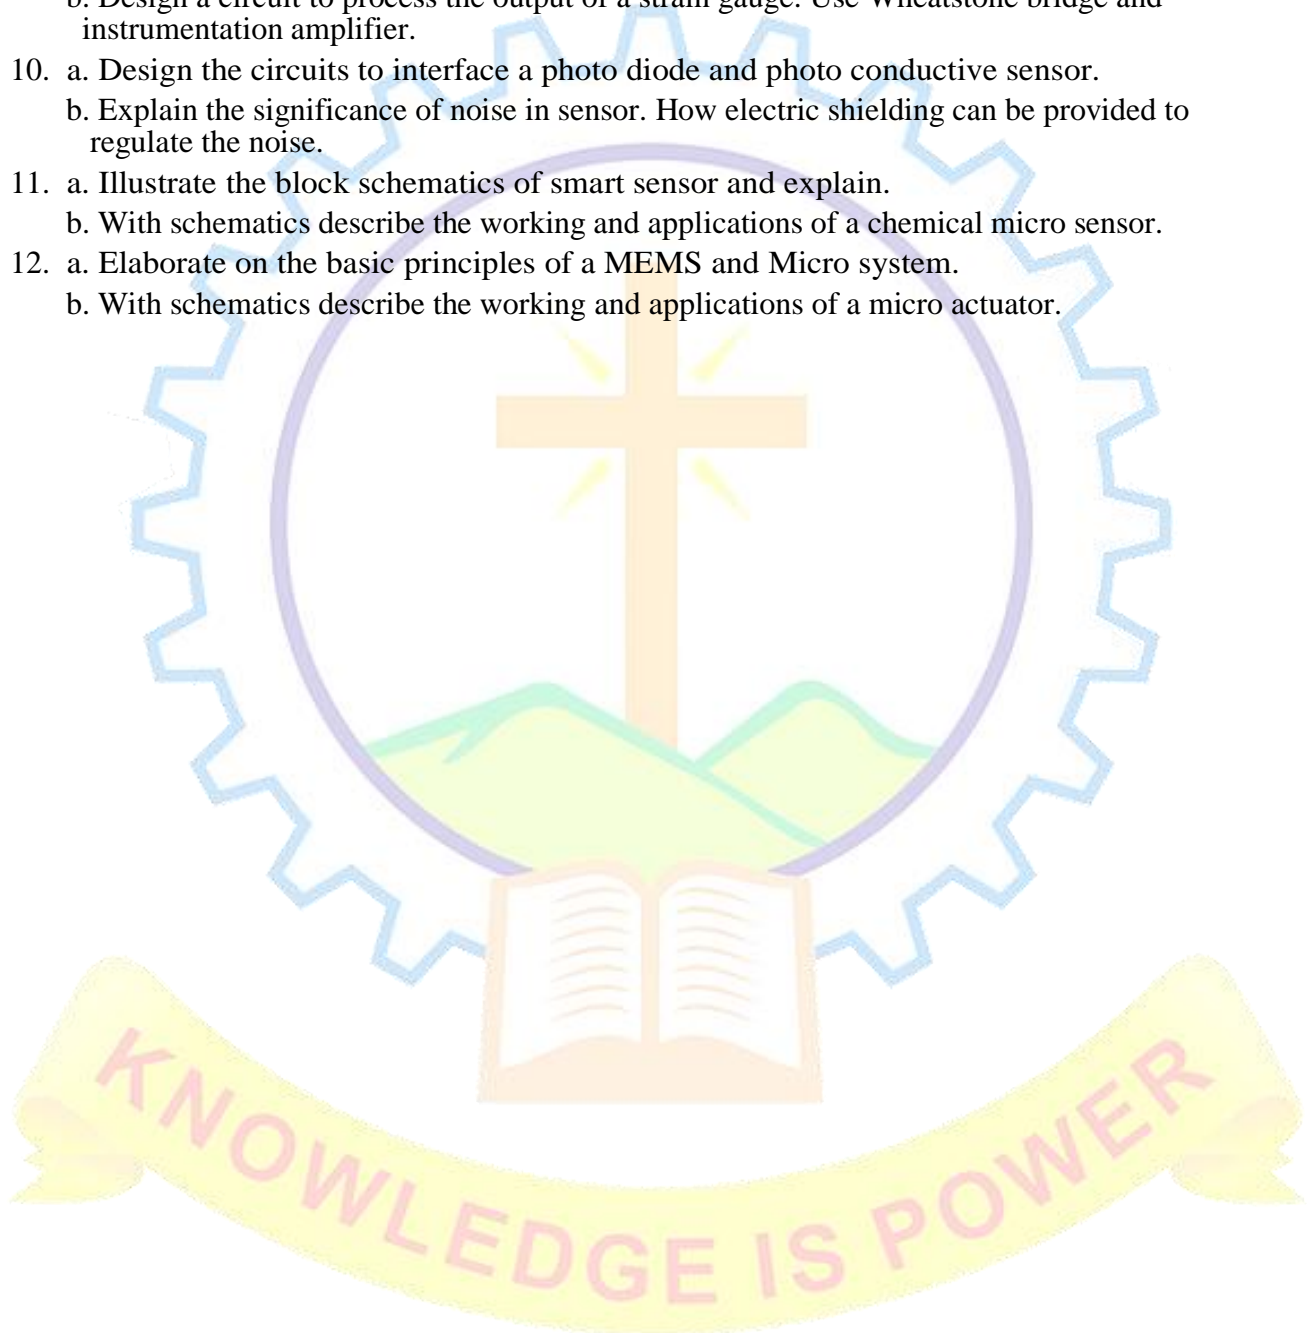 b. Design a circuit to process the output of a strain gauge. Use Wheatstone bridge and
instrumentation amplifier.
10. a. Design the circuits to interface a photo diode and photo conductive sensor.
b. Explain the significance of noise in sensor. How electric shielding can be provided to
regulate the noise.
11. a. Illustrate the block schematics of smart sensor and explain.
b. With schematics describe the working and applications of a chemical micro sensor.
12. a. Elaborate on the basic principles of a MEMS and Micro system.
b. With schematics describe the working and applications of a micro actuator.
KNOWLEDGE IS POWER